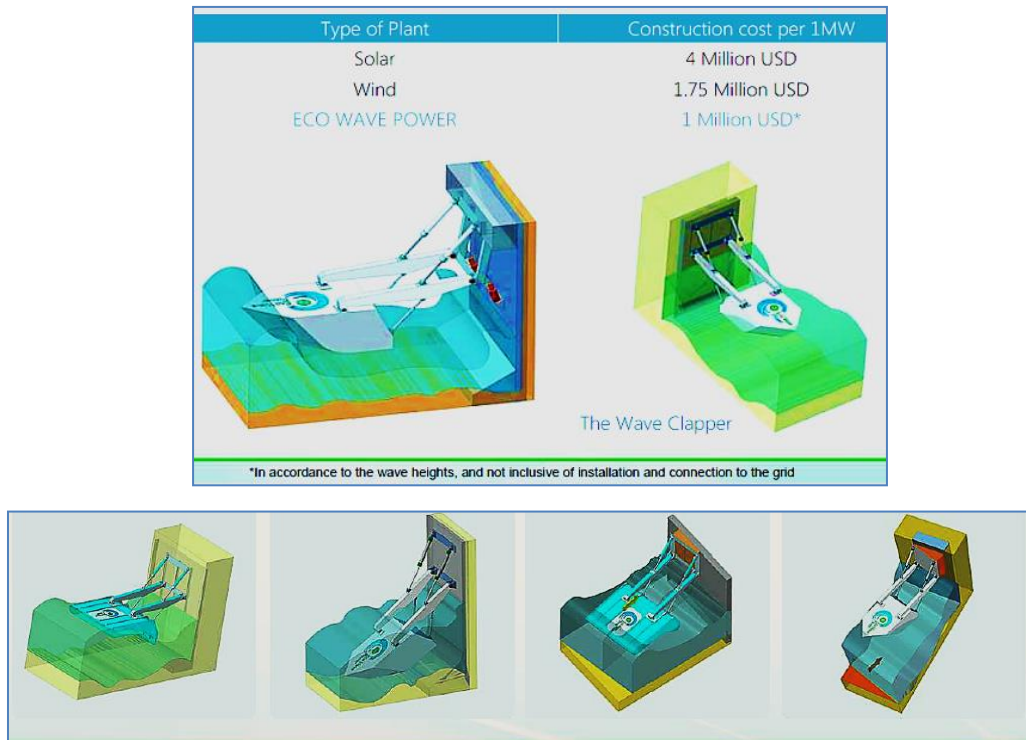 Type of Plant Construction cost per 1MW
Solar 4 Million USD
Wind 1.75 Million USD
ECO WAVE POWER 1 Million USD*
The Wave Clapper
*In accordance to the wave heights, and not inclusive of installation and connection to the grid